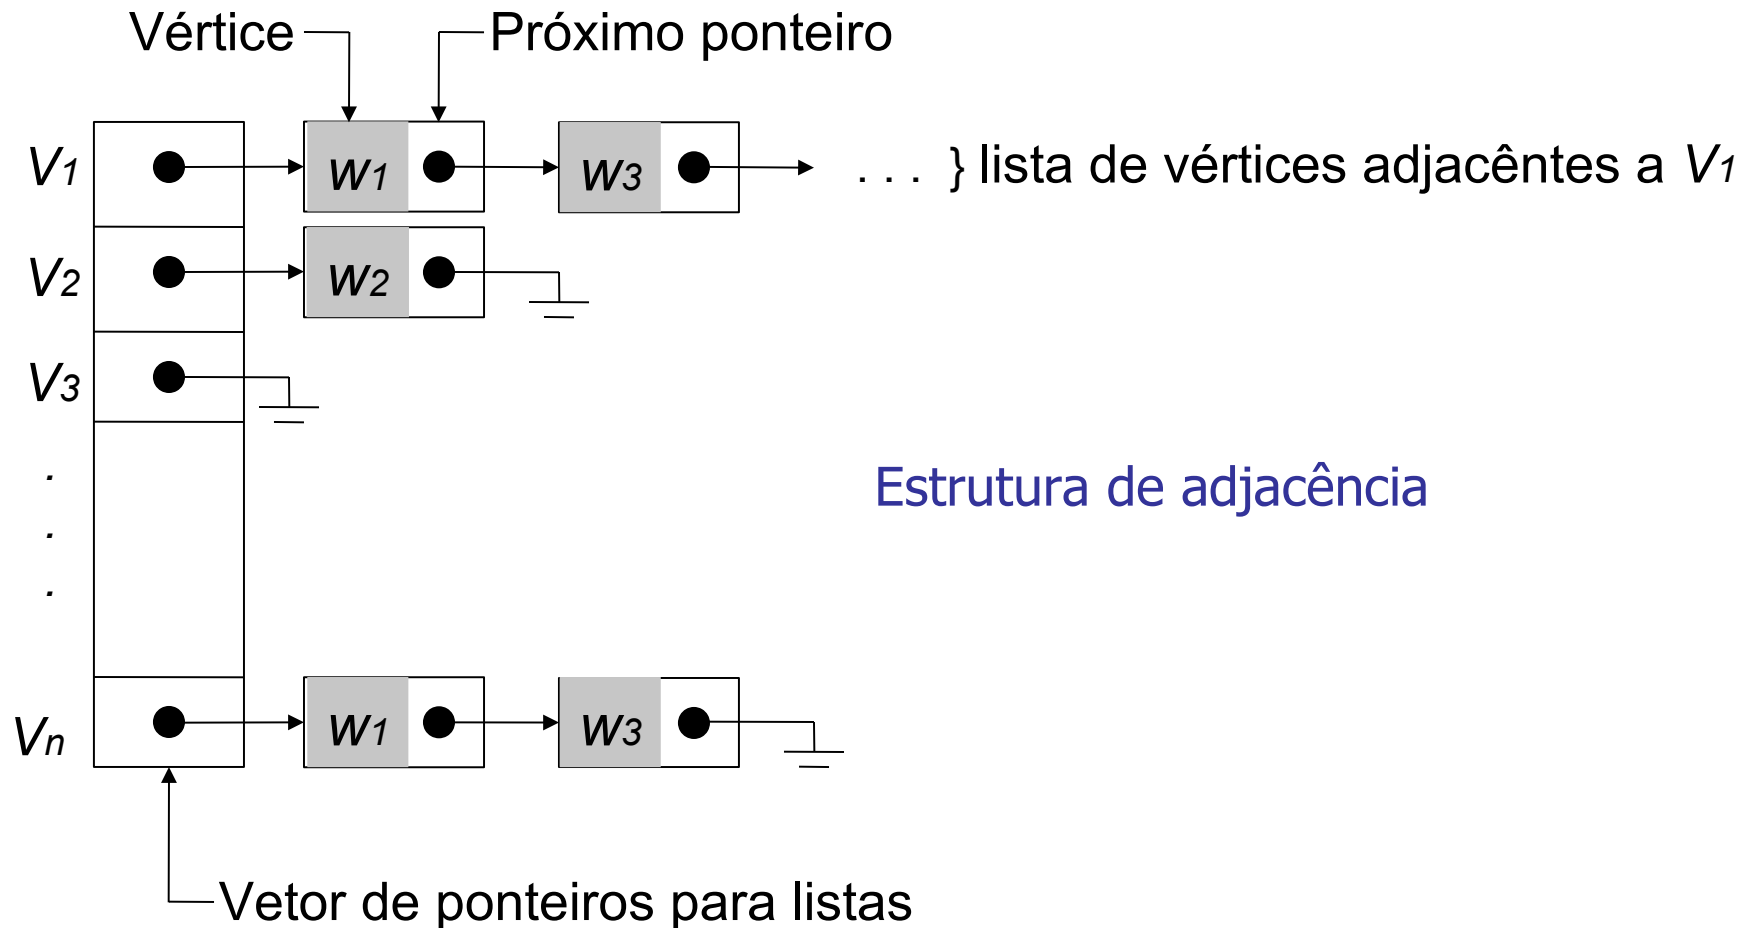 Vértice Próximo ponteiro
V1 w1 w3 . . . } lista de vértices adjacêntes a V1
V2 w2
V3
.
.
.
Estrutura de adjacência
Vn w1 w3
Vetor de ponteiros para listas